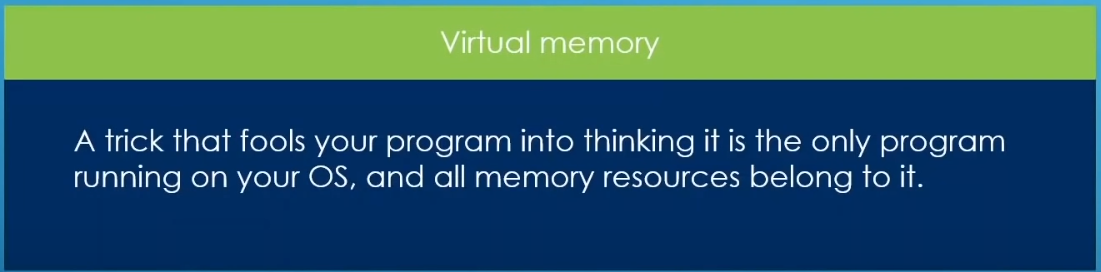 Virtual memory
A trick that fools your program into thinking it is the only program
running on your OS, and all memory resources belong to it.